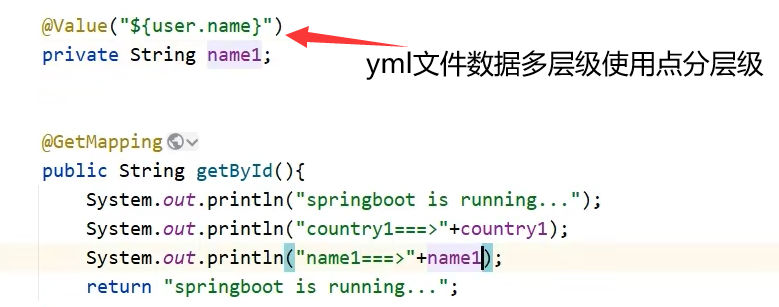 @Value("${user.name}")
private String name1;
yml文件数据多层级使用点分层级
@GetMapping
public String getById(){
System.out.println("springboot is running...");
System.out.println("country1===>"+country1);
System.out.println("name1===>"+name1);
return "springboot is running...";